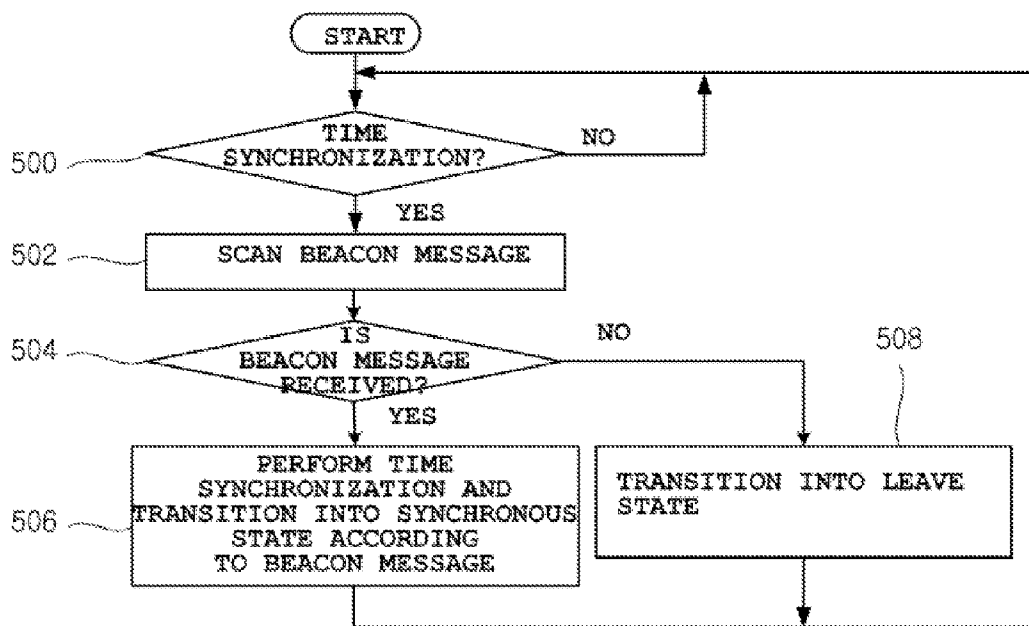 START
TIME
SYNCHRONIZATION?
NO
500
YES
502
SCAN BEACON MESSAGE
IS
BEACON MESSAGE
RECEIVED?
NO
504
508
YES
PERFORM TIME
SYNCHRONIZATION AND
TRANSITION INTO SYNCHRONOUS
STATE ACCORDING
TO BEACON MESSAGE
506
TRANSITION INTO LEAVE
STATE